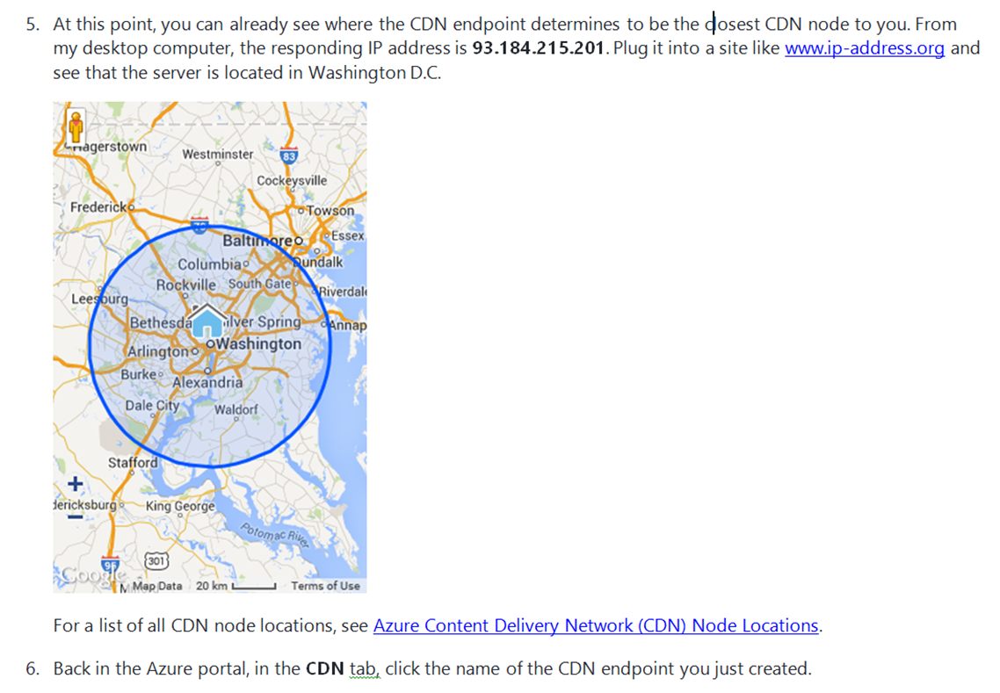 5. At this point, you can already see where the CDN endpoint determines to be the closest CDN node to you. From
my desktop computer, the responding IP address is 93.184.215.201. Plug it into a site like www.ip-address.org and
see that the server is located in Washington D.C.
Hagerstown
Westminster
83
Cockeysville
Frederick
Towson
70
Baltimore
Essex
Columbia
Dundalk
Rockville South Gate
Riverdale
Leesburg
Bethesda
Silver Spring
Annap
Arlington
Washington
Burke
Alexandria
Dale City
Waldorf
Stafford
+
dericksburg
King George
Potomac River
301
95
Google
Map Data 20 km Terms of Use
For a list of all CDN node locations, see Azure Content Delivery Network (CDN) Node Locations.
6. Back in the Azure portal, in the CDN tab, click the name of the CDN endpoint you just created.